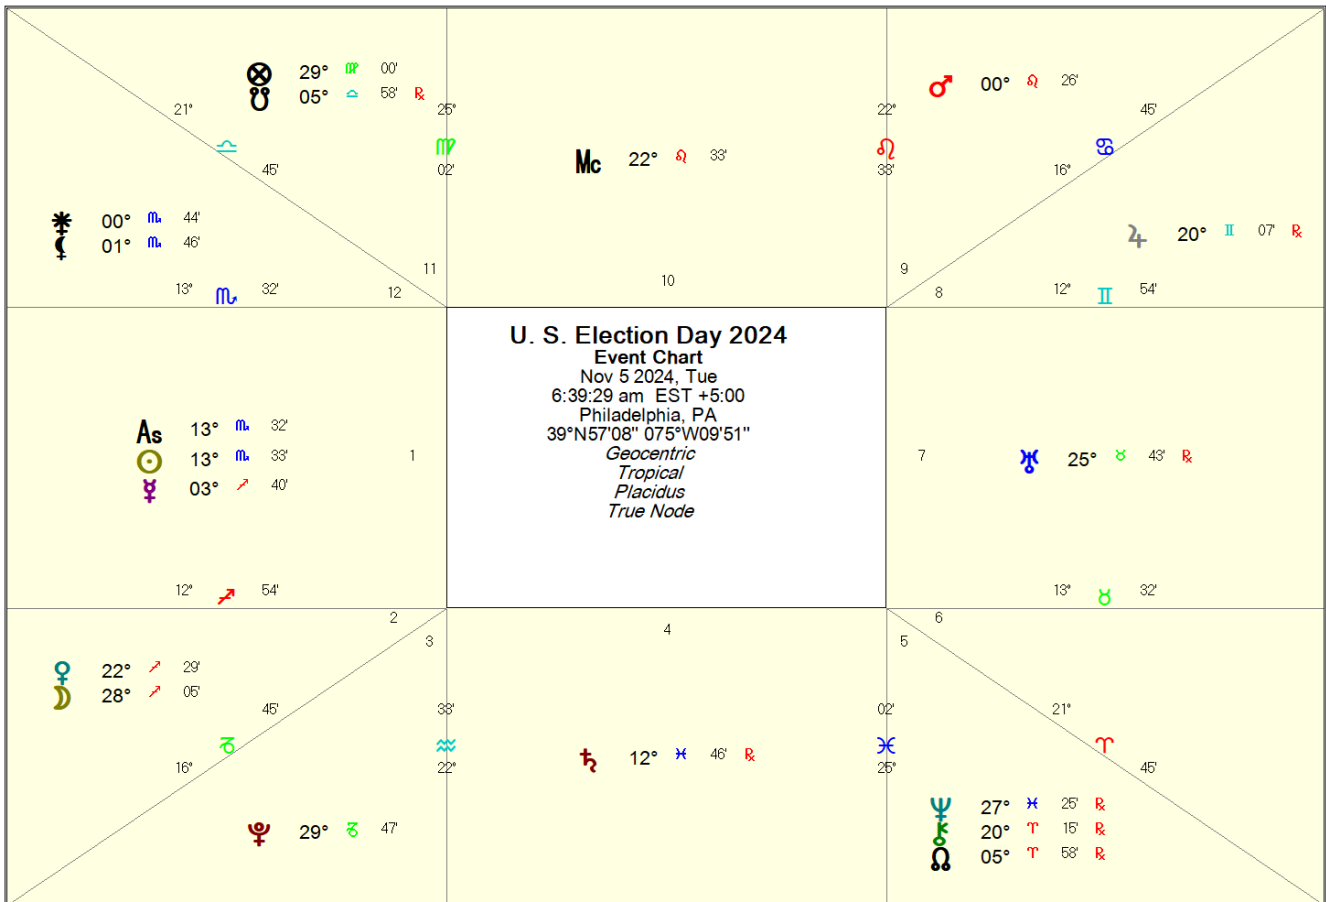 ⊗ 29° ♍ 00'
☋ 05° ♎ 58' ℞
21° ♎ 45'
25° ♍ 02'
⚵ 00° ♏ 44'
⚸ 01° ♏ 46'
13° ♏ 32'
12
11
Mc 22° ♌ 33'
10
♂ 00° ♌ 26'
22° ♌ 33'
45' ♋ 16°
♃ 20° ♊ 07' ℞
9
8
12° ♊ 54'
U. S. Election Day 2024
Event Chart
Nov 5 2024, Tue
6:39:29 am EST +5:00
Philadelphia, PA
39°N57'08" 075°W09'51"
Geocentric
Tropical
Placidus
True Node
As 13° ♏ 32'
☉ 13° ♏ 33'
☿ 03° ♐ 40'
1
12° ♐ 54'
7
♅ 25° ♉ 43' ℞
13° ♉ 32'
2
3
4
5
6
♀ 22° ♐ 29'
☽ 28° ♐ 05'
45' ♑ 16°
33' ♒ 22°
♇ 29° ♑ 47'
♄ 12° ♓ 46' ℞
02' ♓ 25°
21° ♈ 45'
♆ 27° ♓ 25' ℞
⚷ 20° ♈ 15' ℞
☊ 05° ♈ 58' ℞